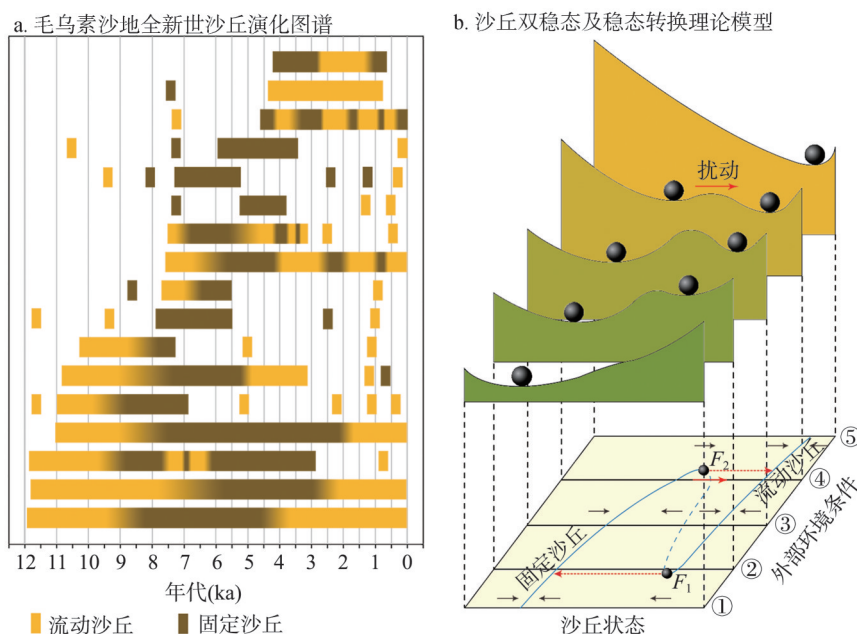 a. 毛乌素沙地全新世沙丘演化图谱
12 11 10 9 8 7 6 5 4 3 2 1 0
年代(ka)
流动沙丘
固定沙丘
b. 沙丘双稳态及稳态转换理论模型
扰动
F₂
F₁
固定沙丘
流动沙丘
⑤
④
③
②
①
外部环境条件
沙丘状态